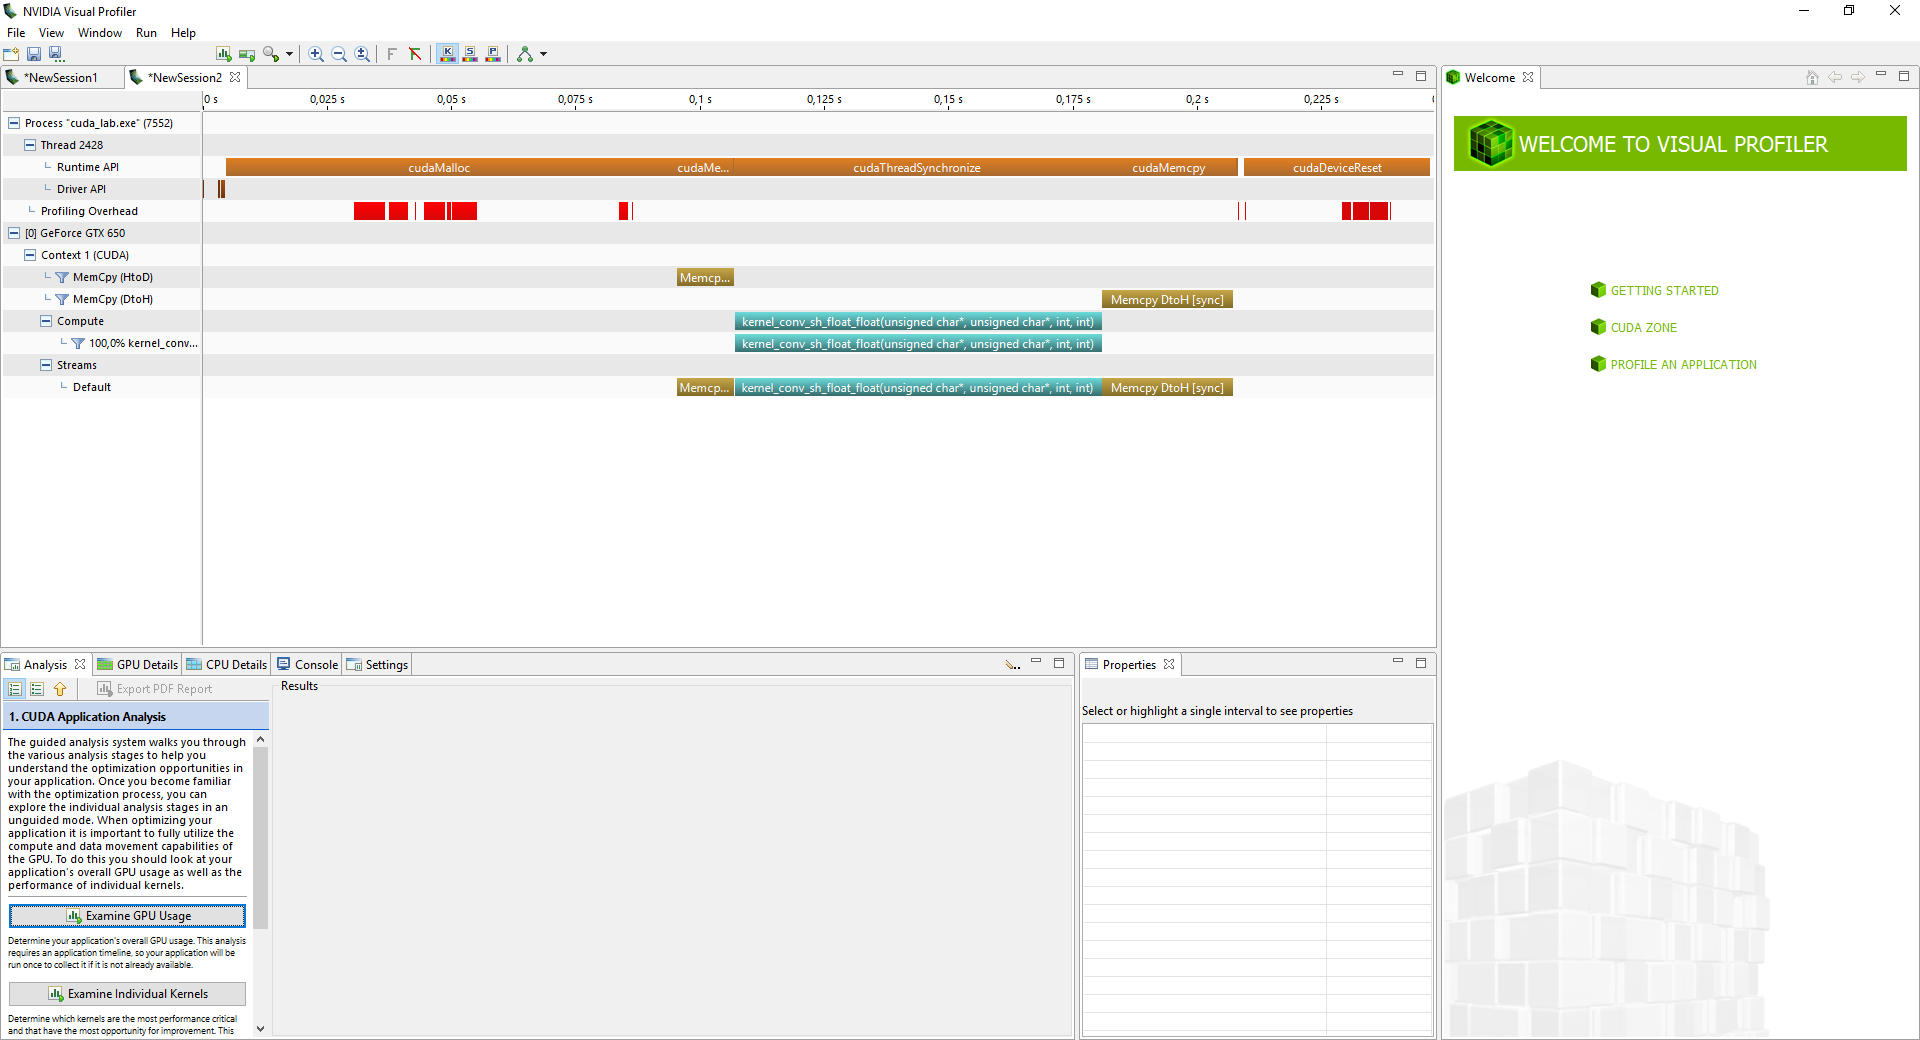 NVIDIA Visual Profiler
File View Window Run Help
*NewSession1 *NewSession2
0 s 0,025 s 0,05 s 0,075 s 0,1 s 0,125 s 0,15 s 0,175 s 0,2 s 0,225 s
Process "cuda_lab.exe" (7552)
Thread 2428
Runtime API cudaMalloc cudaMe... cudaThreadSynchronize cudaMemcpy cudaDeviceReset
Driver API
Profiling Overhead
[0] GeForce GTX 650
Context 1 (CUDA)
MemCpy (HtoD) Memcp...
MemCpy (DtoH) Memcpy DtoH [sync]
Compute kernel_conv_sh_float_float(unsigned char*, unsigned char*, int, int)
100,0% kernel_conv... kernel_conv_sh_float_float(unsigned char*, unsigned char*, int, int)
Streams
Default Memcp... kernel_conv_sh_float_float(unsigned char*, unsigned char*, int, int) Memcpy DtoH [sync]
Analysis GPU Details CPU Details Console Settings
Export PDF Report
1. CUDA Application Analysis
The guided analysis system walks you through
the various analysis stages to help you
understand the optimization opportunities in
your application. Once you become familiar
with the optimization process, you can
explore the individual analysis stages in an
unguided mode. When optimizing your
application it is important to fully utilize the
compute and data movement capabilities of
the GPU. To do this you should look at your
application's overall GPU usage as well as the
performance of individual kernels.
Examine GPU Usage
Determine your application's overall GPU usage. This analysis
requires an application timeline, so your application will be
run once to collect it if it is not already available.
Examine Individual Kernels
Determine which kernels are the most performance critical
and that have the most opportunity for improvement. This
Results
Properties
Select or highlight a single interval to see properties
Welcome
WELCOME TO VISUAL PROFILER
GETTING STARTED
CUDA ZONE
PROFILE AN APPLICATION